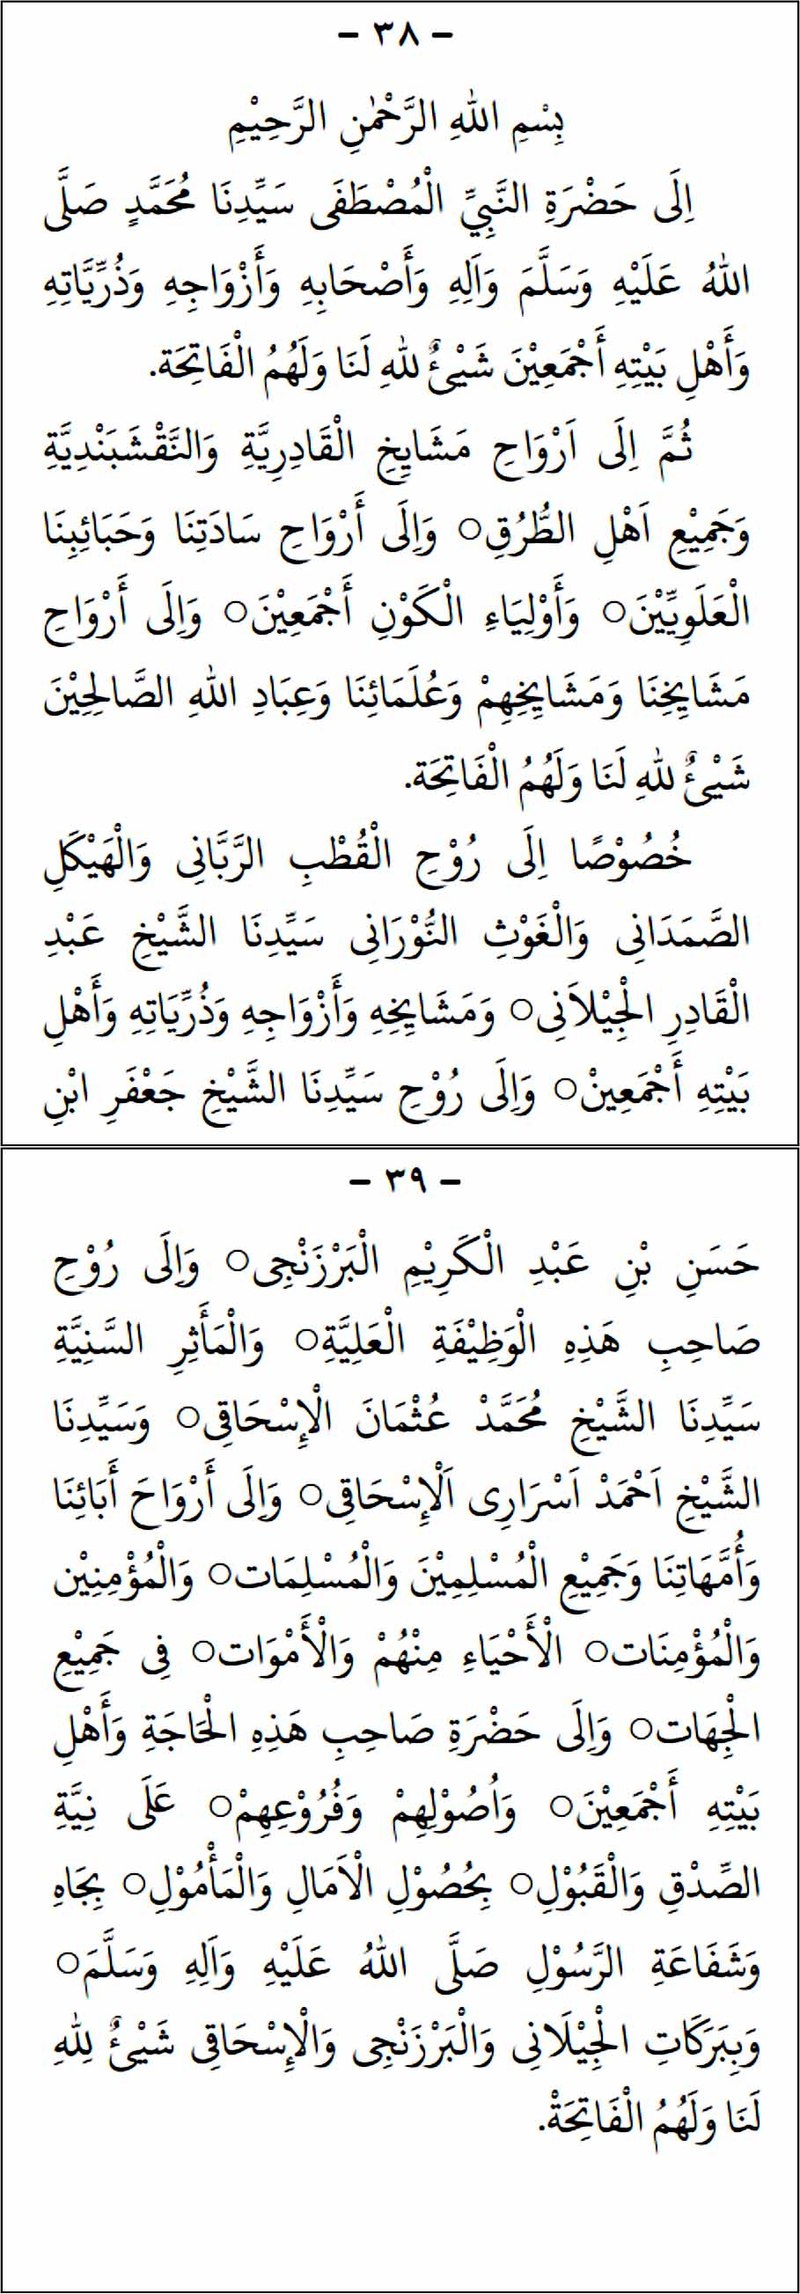 - ٣٨ -
بِسْمِ اللهِ الرَّحْمٰنِ الرَّحِيْمِ
اِلَى حَضْرَةِ النَّبِيِّ الْمُصْطَفَى سَيِّدِنَا مُحَمَّدٍ صَلَّى
اللهُ عَلَيْهِ وَسَلَّمَ وَاَلِهِ وَأَصْحَابِهِ وَأَزْوَاجِهِ وَذُرِّيَّاتِهِ
وَأَهْلِ بَيْتِهِ أَجْمَعِيْنَ شَيْئٌ للهِ لَنَا وَلَهُمُ الْفَاتِحَة.
ثُمَّ اِلَى اَرْوَاحِ مَشَايِخِ الْقَادِرِيَّةِ وَالنَّقْشَبَنْدِيَّةِ
وَجَمِيْعِ اَهْلِ الطُّرُقِ○ وَاِلَى أَرْوَاحِ سَادَتِنَا وَحَبَائِبِنَا
الْعَلَوِيِّيْنَ○ وَأَوْلِيَاءِ الْكَوْنِ أَجْمَعِيْنَ○ وَاِلَى أَرْوَاحِ
مَشَايِخِنَا وَمَشَايِخِهِمْ وَعُلَمَائِنَا وَعِبَادِ اللهِ الصَّالِحِيْنَ
شَيْئٌ للهِ لَنَا وَلَهُمُ الْفَاتِحَة.
خُصُوْصًا اِلَى رُوْحِ الْقُطْبِ الرَّبَّانِى وَالْهَيْكَلِ
الصَّمَدَانِى وَالْغَوْثِ النُّوْرَانِى سَيِّدِنَا الشَّيْخِ عَبْدِ
الْقَادِرِ الْجِيْلاَنِى○ وَمَشَايِخِهِ وَأَزْوَاجِهِ وَذُرِّيَاتِهِ وَأَهْلِ
بَيْتِهِ أَجْمَعِيْنْ○ وَاِلَى رُوْحِ سَيِّدِنَا الشَّيْخِ جَعْفَرِ ابْنِ
- ٣٩ -
حَسَنِ بْنِ عَبْدِ الْكَرِيْمِ الْبَرْزَنْجِى○ وَاِلَى رُوْحِ
صَاحِبِ هَذِهِ الْوَظِيْفَةِ الْعَلِيَّةِ○ وَالْمَأَثِرِ السَّنِيَّةِ
سَيِّدِنَا الشَّيْخِ مُحَمَّدْ عُثْمَانَ الْإِسْحَاقِى○ وَسَيِّدِنَا
الشَّيْخِ اَحْمَدْ اَسْرَارِى اَلْإِسْحَاقِى○ وَاِلَى أَرْوَاحَ أَبَائِنَا
وَأُمَّهَاتِنَا وَجَمِيْعِ الْمُسْلِمِيْنَ وَالْمُسْلِمَات○ وَالْمُؤْمِنِيْن
وَالْمُؤْمِنَات○ الْأَحْيَاءِ مِنْهُمْ وَالْأَمْوَات○ فِى جَمِيْعِ
الْجِهَات○ وَاِلَى حَضْرَةِ صَاحِبِ هَذِهِ الْحَاجَةِ وَأَهْلِ
بَيْتِهِ أَجْمَعِيْنَ○ وَاُصُوْلِهِمْ وَفُرُوْعِهِمْ○ عَلَى نِيَّةِ
الصِّدْقِ وَالْقَبُوْلِ○ بِحُصُوْلِ الْاَمَالِ وَالْمَأْمُوْلِ○ بِجَاهِ
وَشَفَاعَةِ الرَّسُوْلِ صَلَّى اللهُ عَلَيْهِ وَاَلِهِ وَسَلَّمَ○
وَبِبَرَكَاتِ الْجِيْلَانِى وَالْبَرْزَنْجِى وَالْإِسْحَاقِى شَيْئٌ لِلهِ
لَنَا وَلَهُمُ الْفَاتِحَةْ.